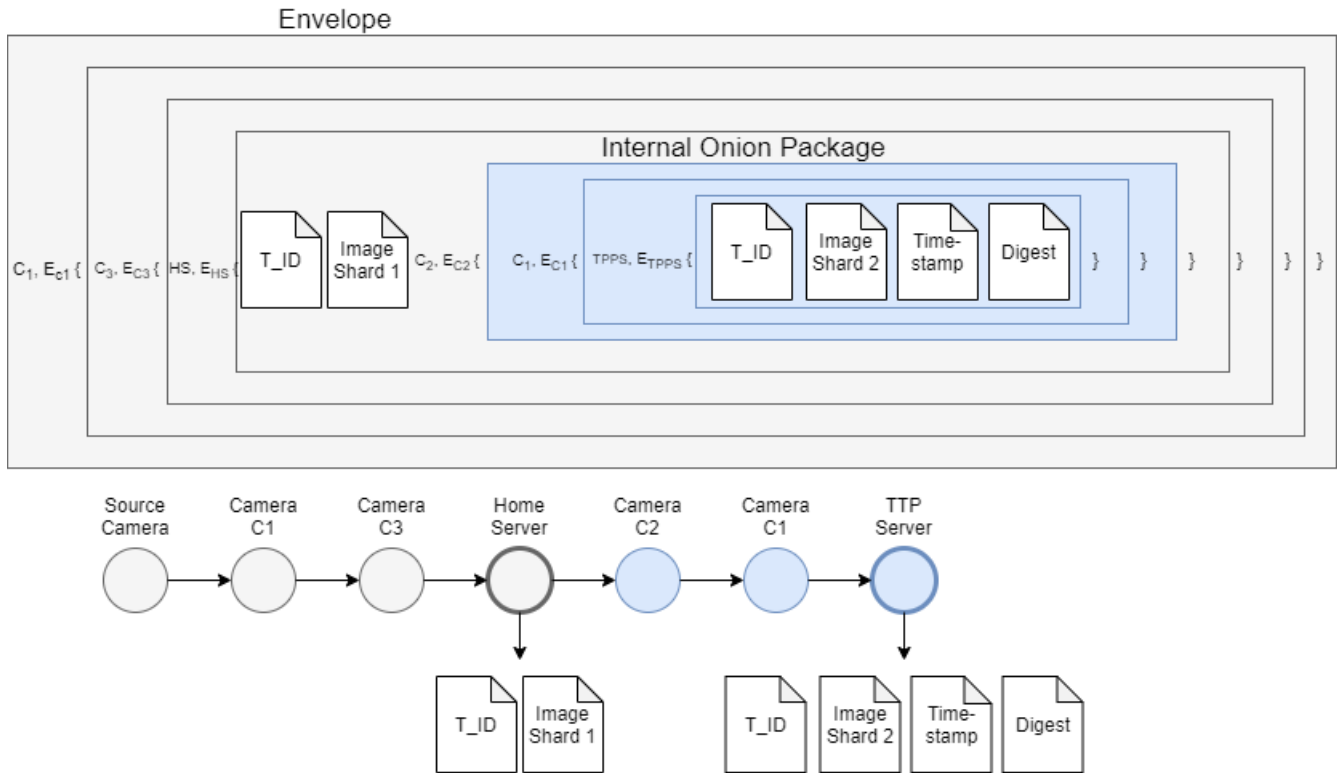 Envelope
Internal Onion Package
C1, Ec1 { C3, EC3 { HS, EHS { T_ID Image Shard 1 C2, EC2 { C1, EC1 { TPPS, ETPPS { T_ID Image Shard 2 Time-stamp Digest } } } } } }
Source
Camera
Camera
C1
Camera
C3
Home
Server
Camera
C2
Camera
C1
TTP
Server
T_ID
Image
Shard 1
T_ID
Image
Shard 2
Time-
stamp
Digest